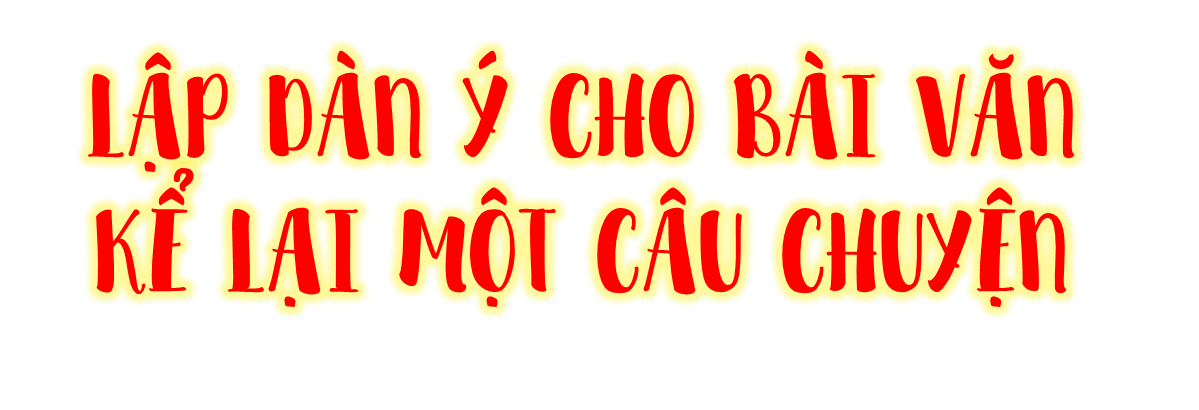 LẬP DÀN Ý CHO BÀI VĂN
KỂ LẠI MỘT CÂU CHUYỆN